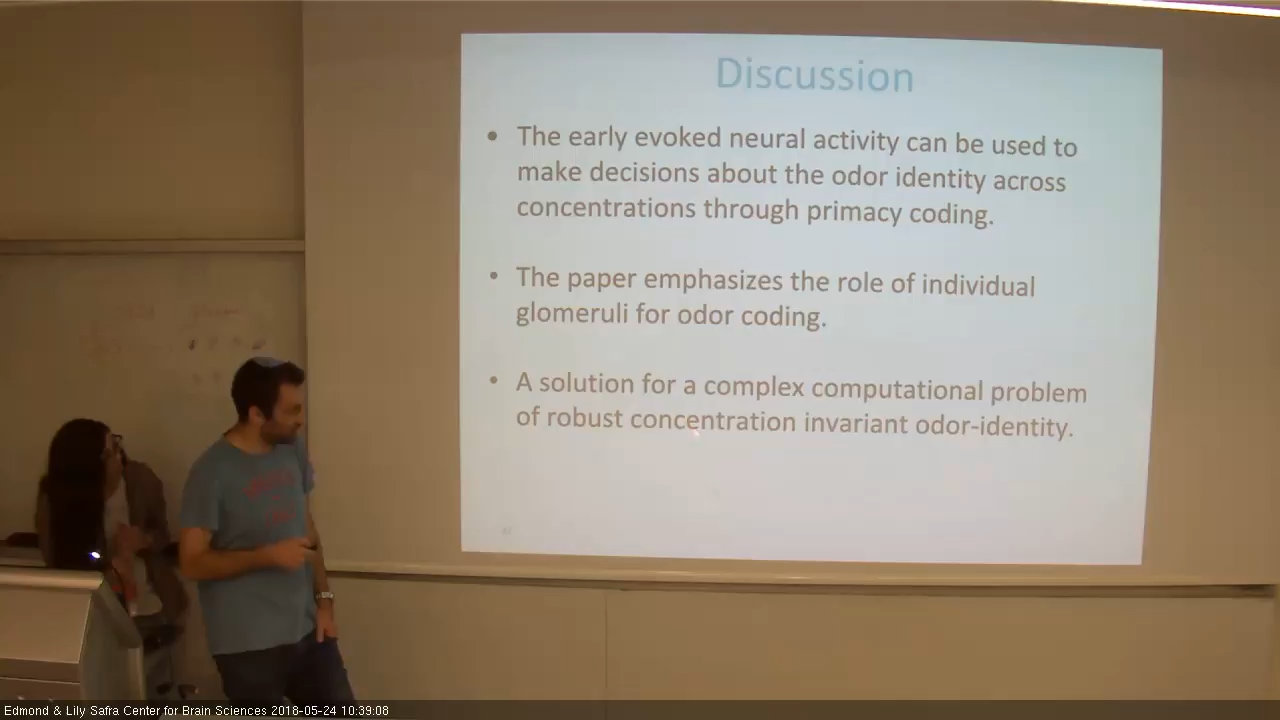 Discussion
• The early evoked neural activity can be used to
make decisions about the odor identity across
concentrations through primacy coding.
• The paper emphasizes the role of individual
glomeruli for odor coding.
• A solution for a complex computational problem
of robust concentration invariant odor-identity.
Edmond & Lily Safra Center for Brain Sciences 2018-05-24 10:39:08